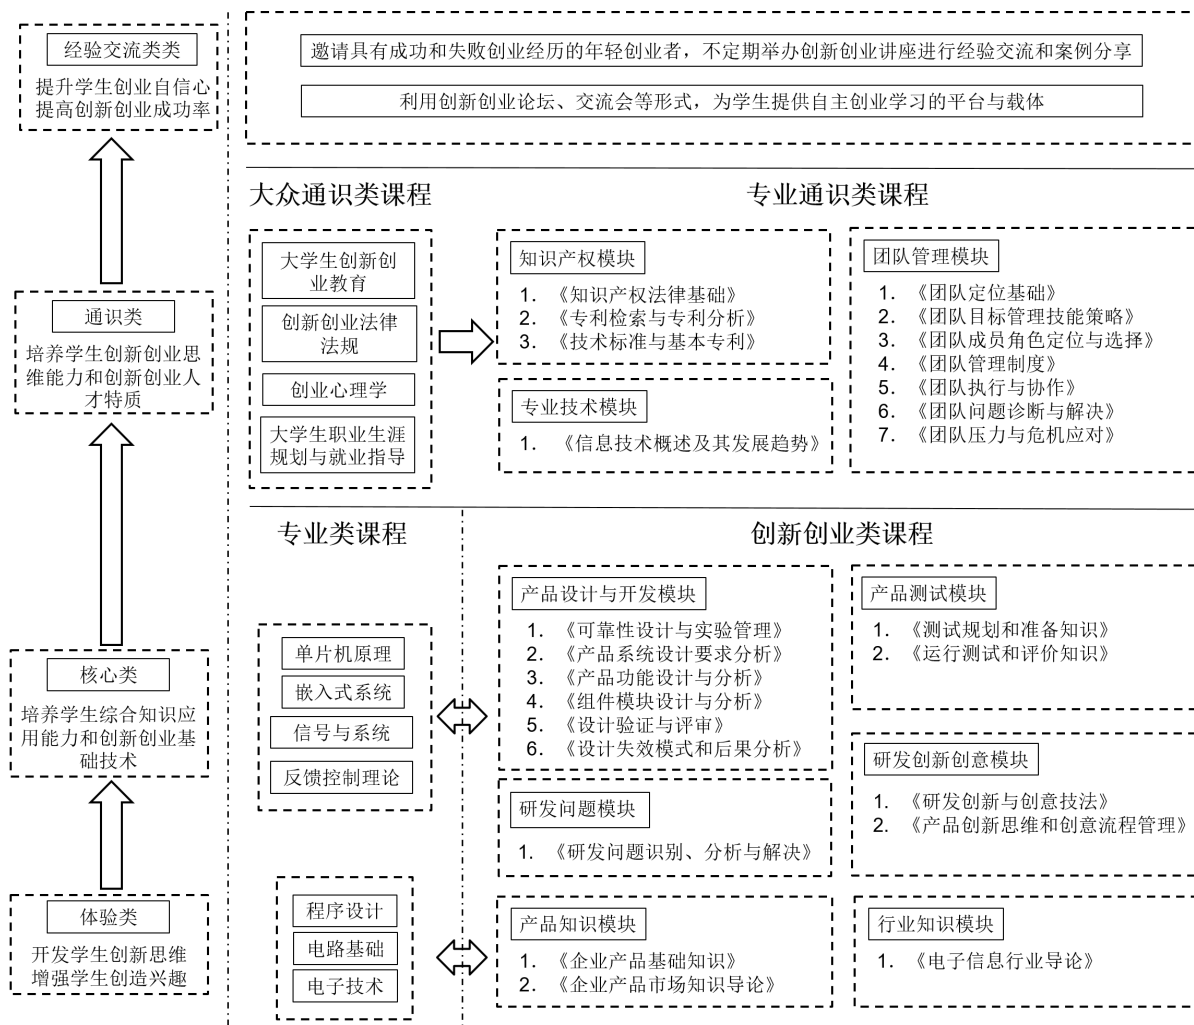 经验交流类类
提升学生创业自信心
提高创新创业成功率
邀请具有成功和失败创业经历的年轻创业者，不定期举办创新创业讲座进行经验交流和案例分享
利用创新创业论坛、交流会等形式，为学生提供自主创业学习的平台与载体
通识类
培养学生创新创业思
维能力和创新创业人
才特质
大众通识类课程
大学生创新创
业教育
创新创业法律
法规
创业心理学
大学生职业生涯
规划与就业指导
专业通识类课程
知识产权模块
1. 《知识产权法律基础》
2. 《专利检索与专利分析》
3. 《技术标准与基本专利》
专业技术模块
1. 《信息技术概述及其发展趋势》
团队管理模块
1. 《团队定位基础》
2. 《团队目标管理技能策略》
3. 《团队成员角色定位与选择》
4. 《团队管理制度》
5. 《团队执行与协作》
6. 《团队问题诊断与解决》
7. 《团队压力与危机应对》
核心类
培养学生综合知识应
用能力和创新创业基
础技术
专业类课程
单片机原理
嵌入式系统
信号与系统
反馈控制理论
创新创业类课程
产品设计与开发模块
1. 《可靠性设计与实验管理》
2. 《产品系统设计要求分析》
3. 《产品功能设计与分析》
4. 《组件模块设计与分析》
5. 《设计验证与评审》
6. 《设计失效模式和后果分析》
产品测试模块
1. 《测试规划和准备知识》
2. 《运行测试和评价知识》
研发问题模块
1. 《研发问题识别、分析与解决》
研发创新创意模块
1. 《研发创新与创意技法》
2. 《产品创新思维和创意流程管理》
体验类
开发学生创新思维
增强学生创造兴趣
程序设计
电路基础
电子技术
产品知识模块
1. 《企业产品基础知识》
2. 《企业产品市场知识导论》
行业知识模块
1. 《电子信息行业导论》